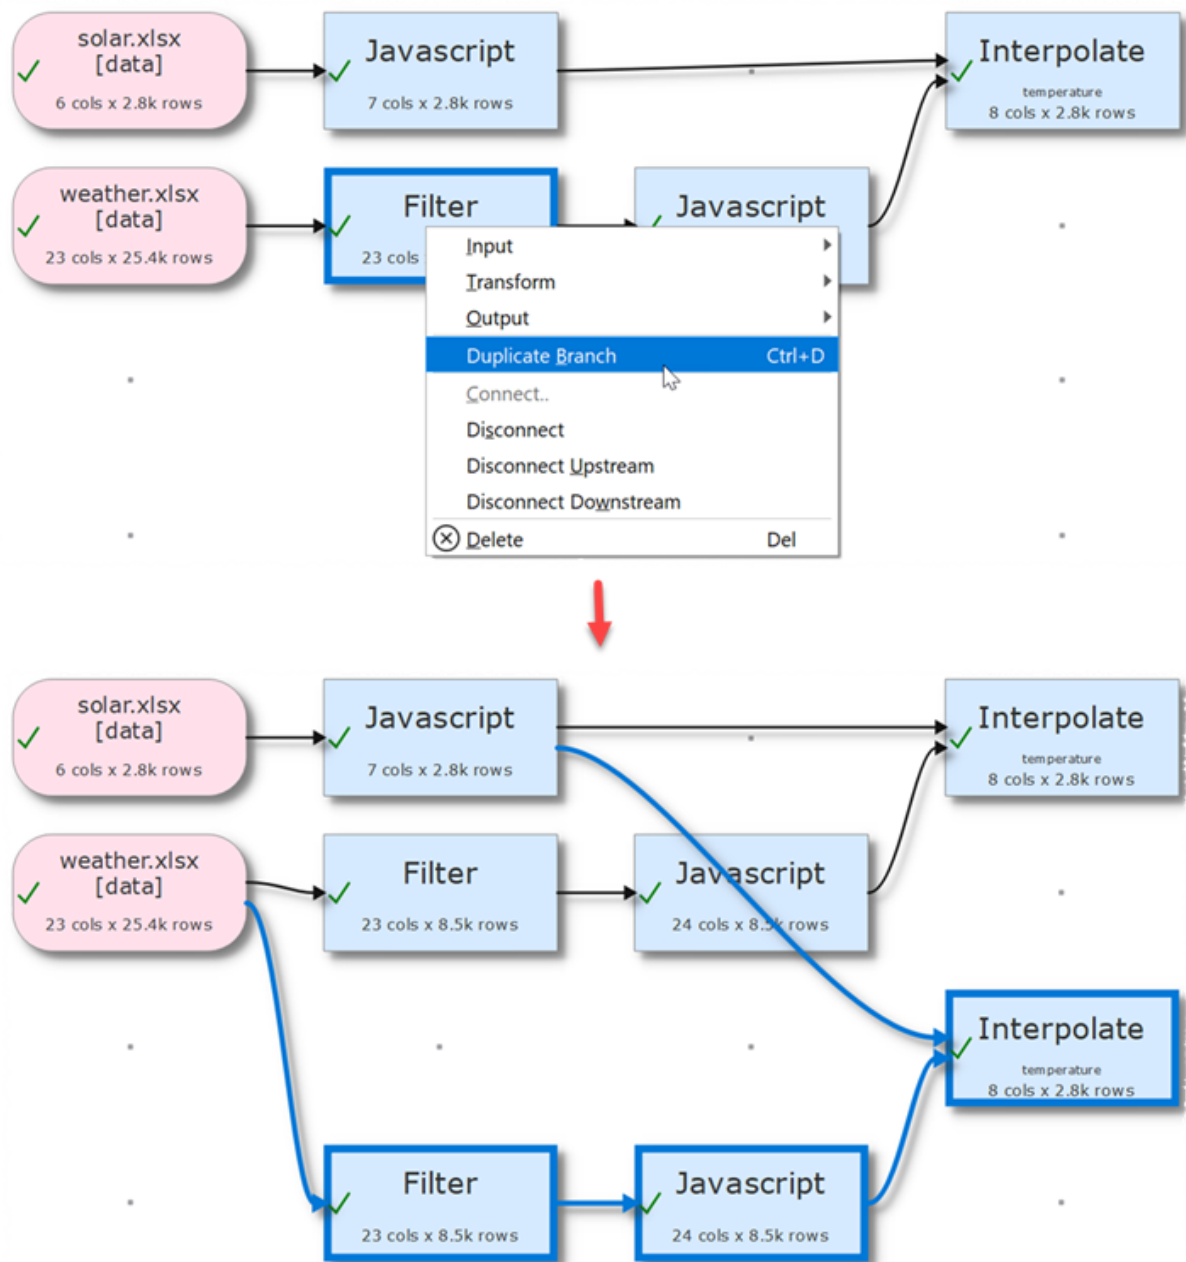 solar.xlsx
[data]
6 cols x 2.8k rows
Javascript
7 cols x 2.8k rows
Interpolate
temperature
8 cols x 2.8k rows
weather.xlsx
[data]
23 cols x 25.4k rows
Filter
23 cols
Javascript
Input
Transform
Output
Duplicate Branch Ctrl+D
Connect..
Disconnect
Disconnect Upstream
Disconnect Downstream
Delete Del
solar.xlsx
[data]
6 cols x 2.8k rows
Javascript
7 cols x 2.8k rows
Interpolate
temperature
8 cols x 2.8k rows
weather.xlsx
[data]
23 cols x 25.4k rows
Filter
23 cols x 8.5k rows
Javascript
24 cols x 8.5k rows
Interpolate
temperature
8 cols x 2.8k rows
Filter
23 cols x 8.5k rows
Javascript
24 cols x 8.5k rows